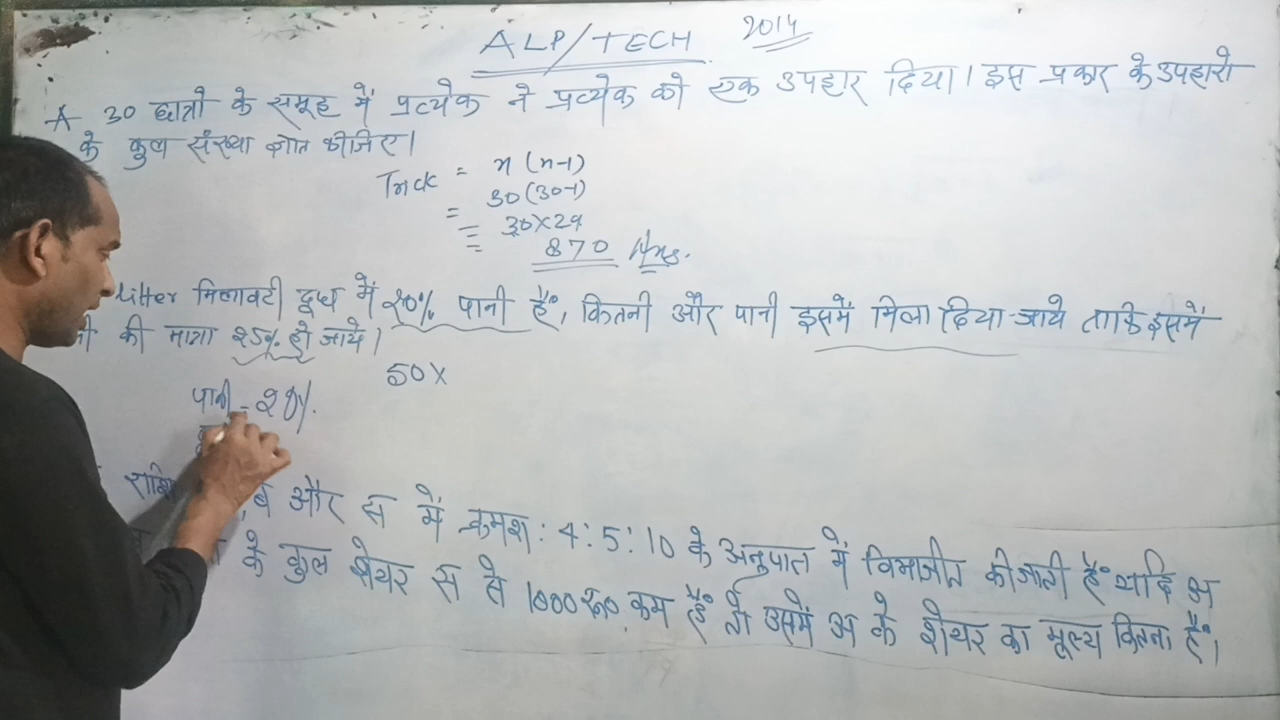 ALP/TECH 2014
A 30 छात्रो के समूह में प्रत्येक ने प्रत्येक को एक उपहार दिया। इस प्रकार के उपहारो
के कुल संख्या ज्ञात कीजिए।
Trick = n(n-1)
30(30-1)
= 30×29
= 870 Ans.
litter मिलावटी दूध में 20% पानी हैं, कितनी और पानी इसमें मिला दिया जाये ताकि इसमें
की मात्रा 25% हो जाये।
50x
पानी - 20%.
राशि और स में क्रमश: 4:5:10 के अनुपात में विभाजीत की जाती हैं यादि अ
के कुल शेयर स से 1000 रू0 कम हैं तो उसमें अ के शेयर का मूल्य कितना हैं।